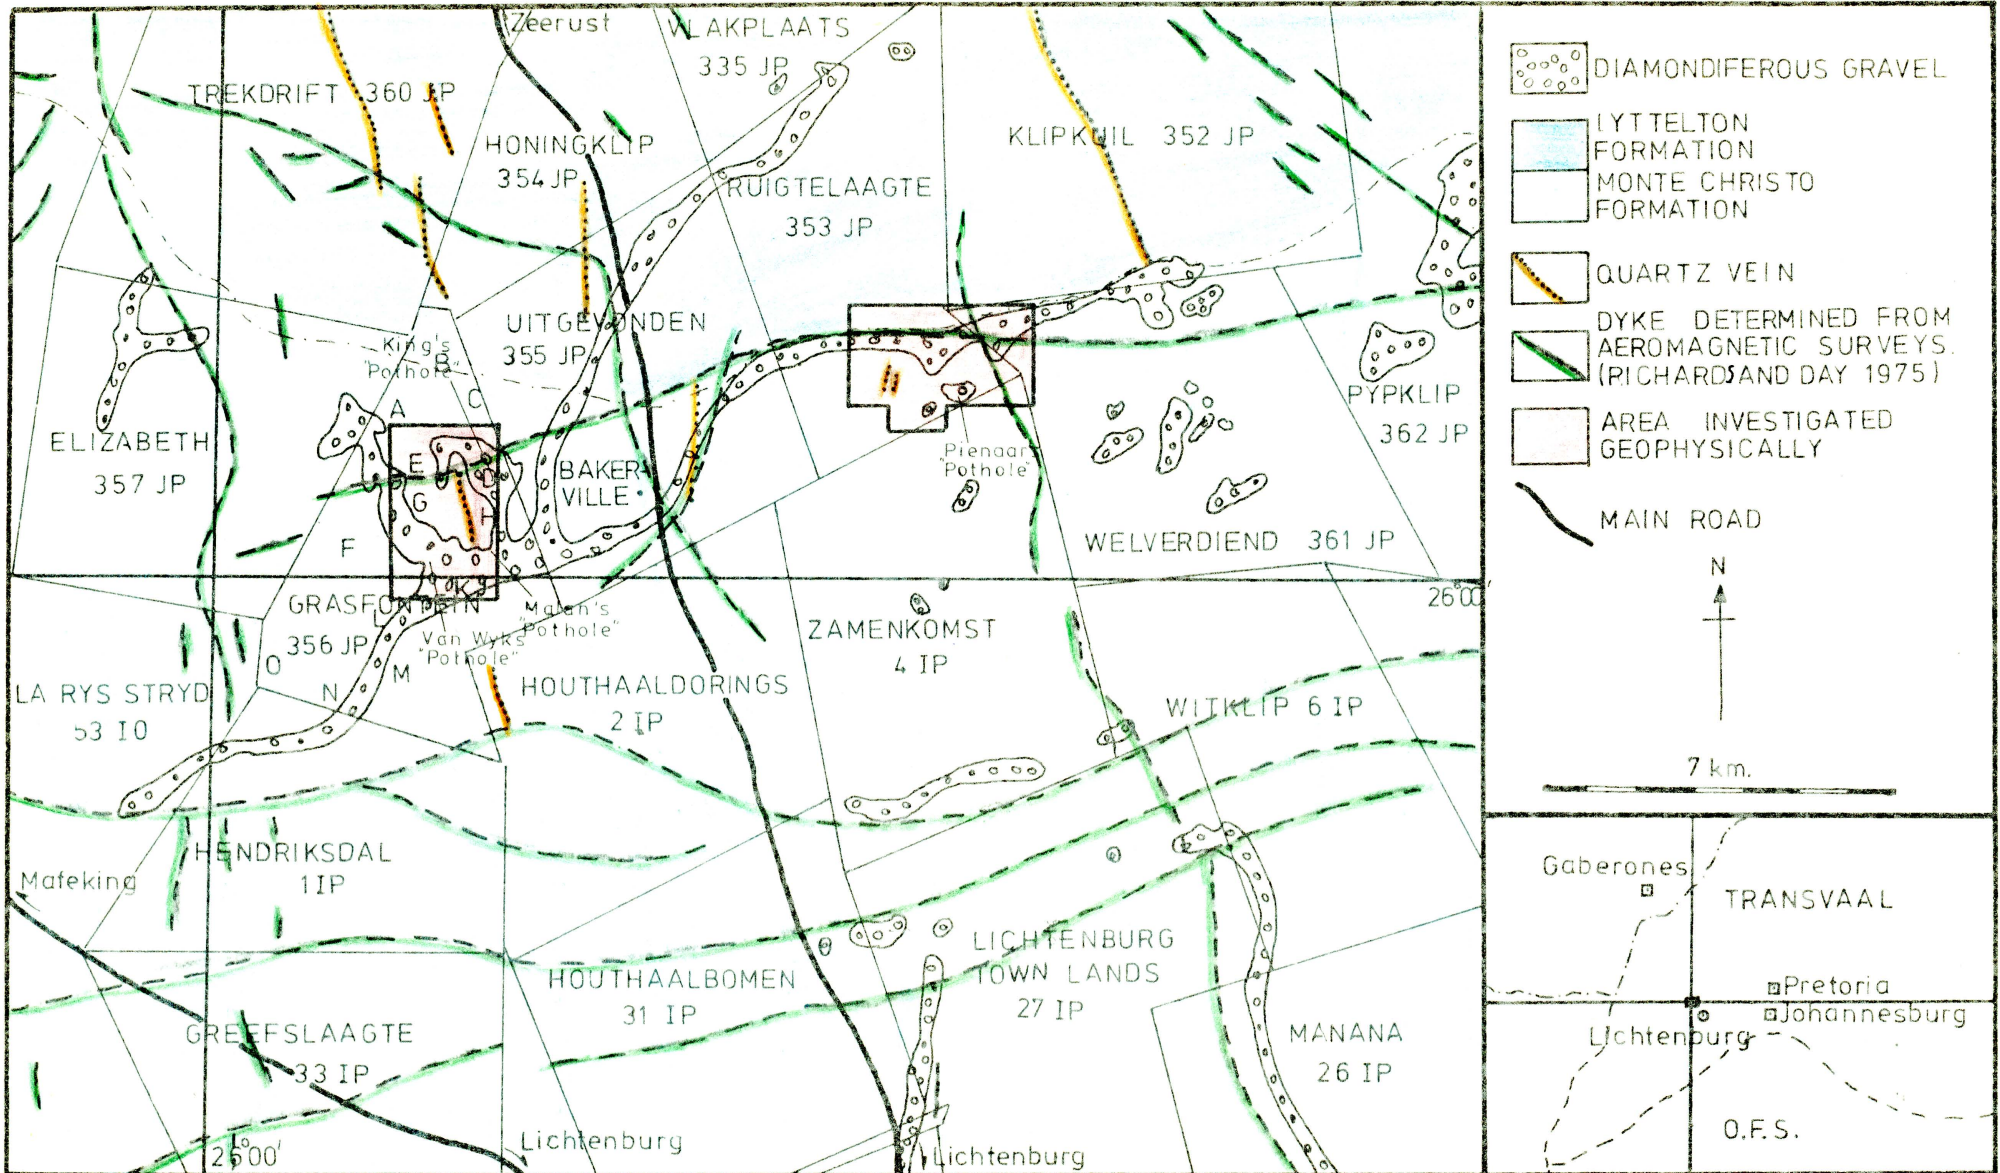 Zeerust
VLAKPLAATS
335 JP
TREKDRIFT 360 JP
HONINGKLIP
354 JP
KLIPKUIL 352 JP
RUIGTELAAGTE
353 JP
UITGEVONDEN
355 JP
King's
"Pothole"
A
B
C
ELIZABETH
357 JP
E
D
G
H
F
BAKER-
VILLE
Pienaar
"Pothole"
PYPKLIP
362 JP
WELVERDIEND 361 JP
26°00'
GRASFONTEIN
356 JP
K
L
Malan's
"Pothole"
Van Wyks
"Pothole"
M
N
O
ZAMENKOMST
4 IP
LA RYS STRYD
53 IO
HOUTHAALDORINGS
2 IP
WITKLIP 6 IP
HENDRIKSDAL
1 IP
Mafeking
HOUTHAALBOMEN
31 IP
LICHTENBURG
TOWN LANDS
27 IP
GREEFSLAAGTE
33 IP
MANANA
26 IP
26°00'
Lichtenburg
Lichtenburg
DIAMONDIFEROUS GRAVEL
LYTTELTON
FORMATION
MONTE CHRISTO
FORMATION
QUARTZ VEIN
DYKE DETERMINED FROM
AEROMAGNETIC SURVEYS.
(RICHARDS AND DAY 1975)
AREA INVESTIGATED
GEOPHYSICALLY
MAIN ROAD
N
7 km.
Gaberones
TRANSVAAL
Pretoria
Johannesburg
Lichtenburg
O.F.S.